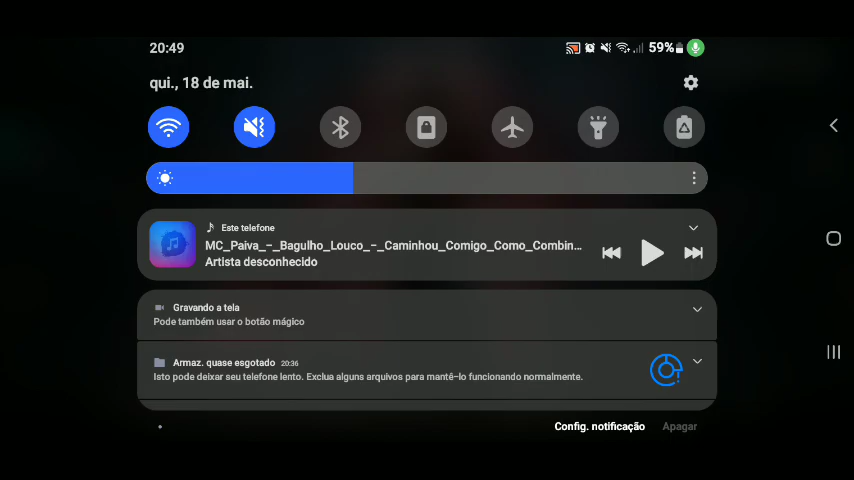 20:49
59%
qui., 18 de mai.
Este telefone
MC_Paiva_-_Bagulho_Louco_-_Caminhou_Comigo_Como_Combin...
Artista desconhecido
Gravando a tela
Pode também usar o botão mágico
Armaz. quase esgotado 20:36
Isto pode deixar seu telefone lento. Exclua alguns arquivos para mantê-lo funcionando normalmente.
Config. notificação
Apagar